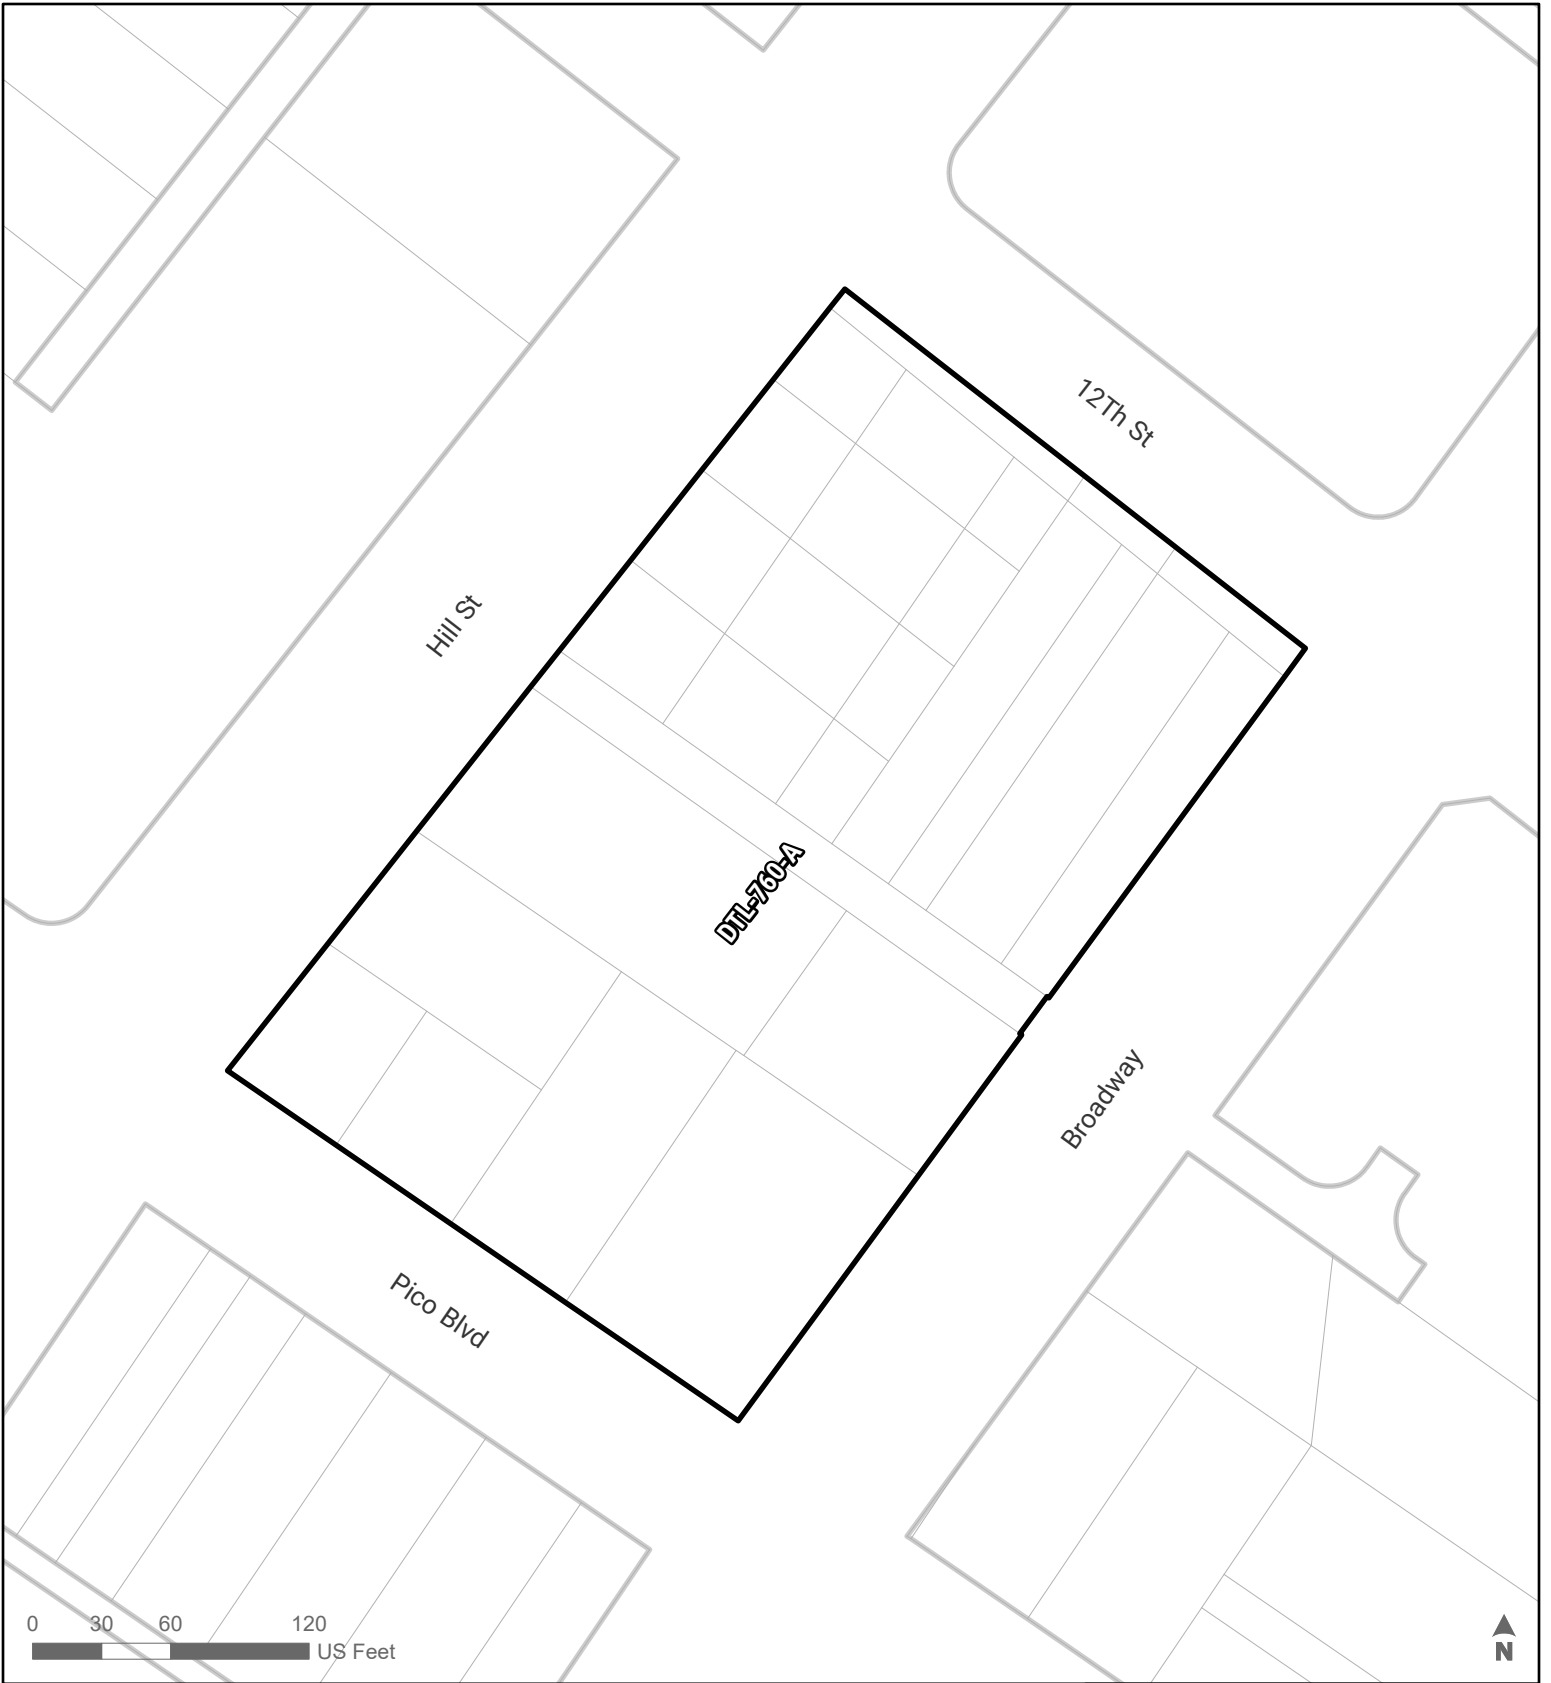 12Th St
Hill St
DTL-760-A
Broadway
Pico Blvd
0 30 60 120
US Feet
N